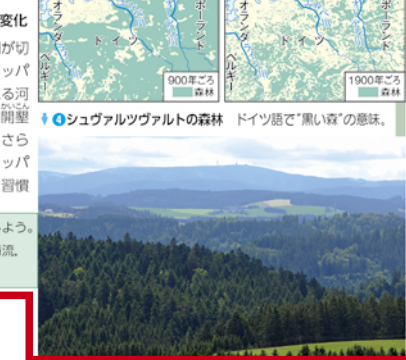 変化
が切
ッパ
る河
かいこん
開墾
さら
ッパ
習慣
よう。
流。
オランダ
ベルギー
ドイツ
ポーランド
900年ごろ
森林
オランダ
ベルギー
ドイツ
ポーランド
1900年ごろ
森林
④シュヴァルツヴァルトの森林 ドイツ語で“黒い森”の意味。